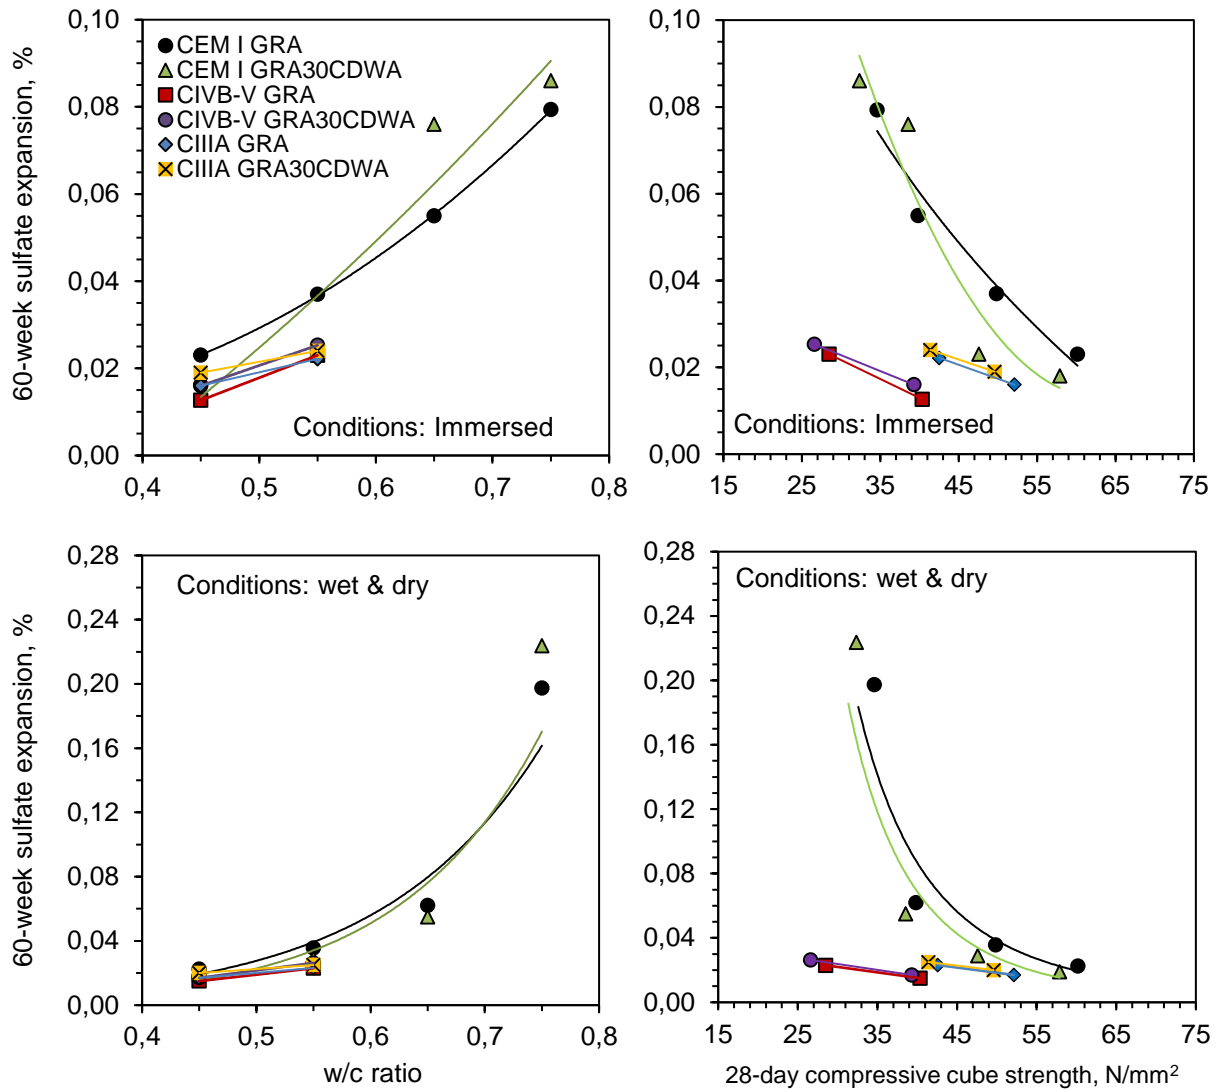 60-week sulfate expansion, %
0,10
0,08
0,06
0,04
0,02
0,00
CEM I GRA
CEM I GRA30CDWA
CIVB-V GRA
CIVB-V GRA30CDWA
CIIIA GRA
CIIIA GRA30CDWA
Conditions: Immersed
0,4 0,5 0,6 0,7 0,8
0,10
0,08
0,06
0,04
0,02
0,00
Conditions: Immersed
15 25 35 45 55 65 75
60-week sulfate expansion, %
0,28
0,24
0,20
0,16
0,12
0,08
0,04
0,00
Conditions: wet & dry
0,4 0,5 0,6 0,7 0,8
w/c ratio
0,28
0,24
0,20
0,16
0,12
0,08
0,04
0,00
Conditions: wet & dry
15 25 35 45 55 65 75
28-day compressive cube strength, N/mm²